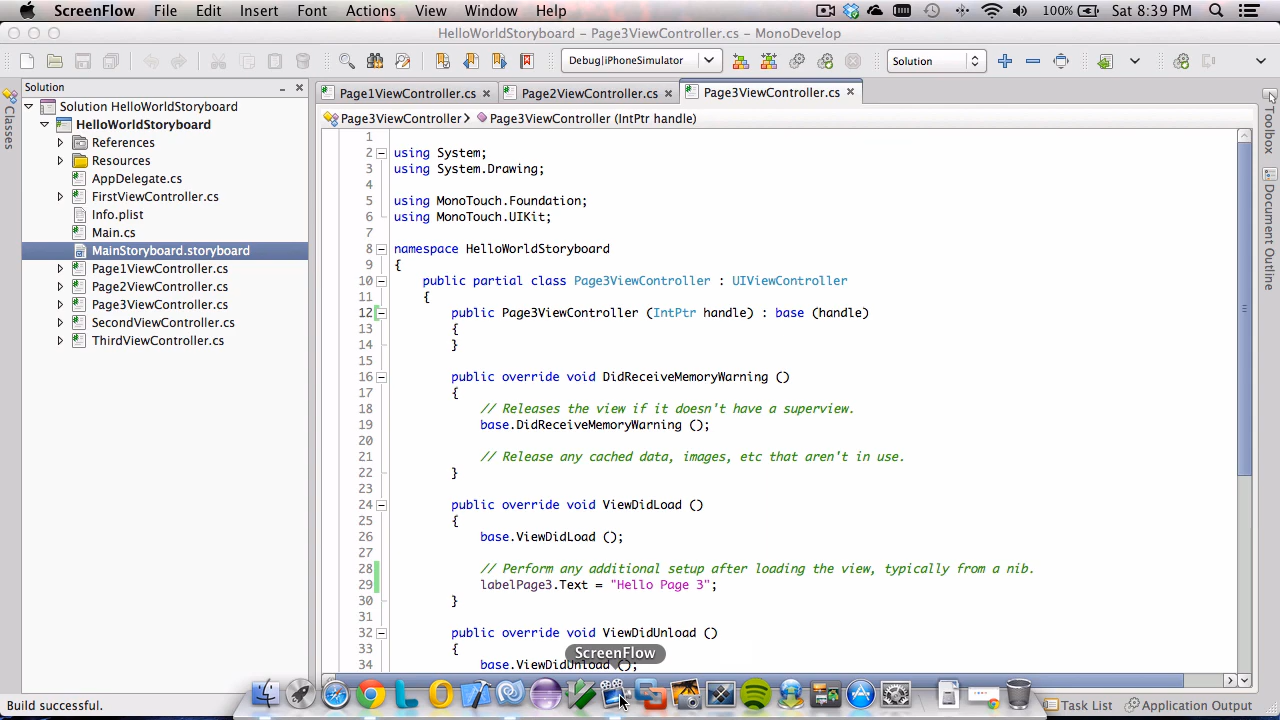 ScreenFlow File Edit Insert Font Actions View Window Help 100% Sat 8:39 PM
HelloWorldStoryboard – Page3ViewController.cs – MonoDevelop
Debug|iPhoneSimulator Solution
Solution
Solution HelloWorldStoryboard
HelloWorldStoryboard
References
Resources
AppDelegate.cs
FirstViewController.cs
Info.plist
Main.cs
MainStoryboard.storyboard
Page1ViewController.cs
Page2ViewController.cs
Page3ViewController.cs
SecondViewController.cs
ThirdViewController.cs
Classes
Page1ViewController.cs Page2ViewController.cs Page3ViewController.cs
Page3ViewController Page3ViewController (IntPtr handle)
1
2 using System;
3 using System.Drawing;
4
5 using MonoTouch.Foundation;
6 using MonoTouch.UIKit;
7
8 namespace HelloWorldStoryboard
9 {
10 public partial class Page3ViewController : UIViewController
11 {
12 public Page3ViewController (IntPtr handle) : base (handle)
13 {
14 }
15
16 public override void DidReceiveMemoryWarning ()
17 {
18 // Releases the view if it doesn't have a superview.
19 base.DidReceiveMemoryWarning ();
20
21 // Release any cached data, images, etc that aren't in use.
22 }
23
24 public override void ViewDidLoad ()
25 {
26 base.ViewDidLoad ();
27
28 // Perform any additional setup after loading the view, typically from a nib.
29 labelPage3.Text = "Hello Page 3";
30 }
31
32 public override void ViewDidUnload ()
33 {
34 base.ViewDidUnload ();
ScreenFlow
Toolbox
Document Outline
Build successful.
Task List Application Output